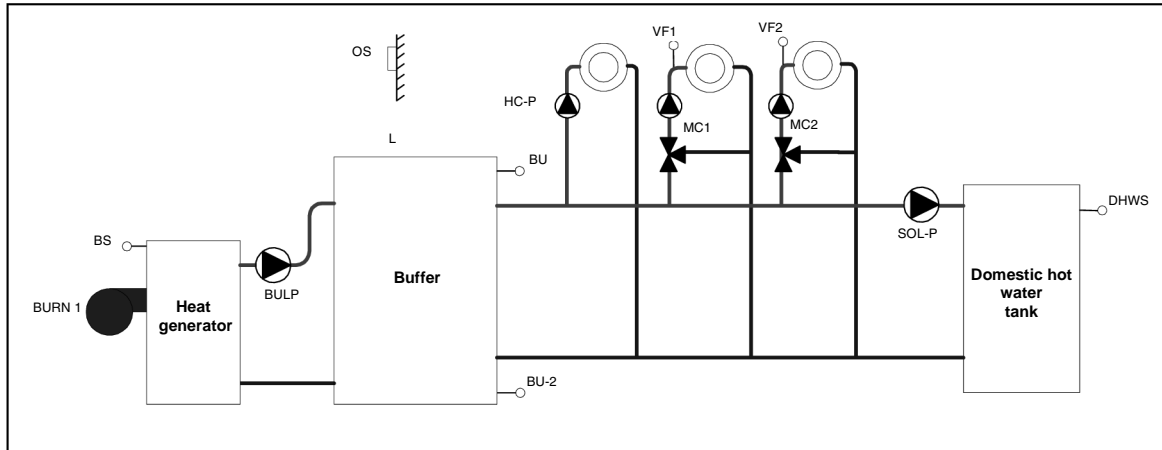 OS
VF1
VF2
HC-P
MC1
MC2
L
BU
BS
BULP
BURN 1
Heat
generator
Buffer
SOL-P
DHWS
Domestic hot
water
tank
BU-2